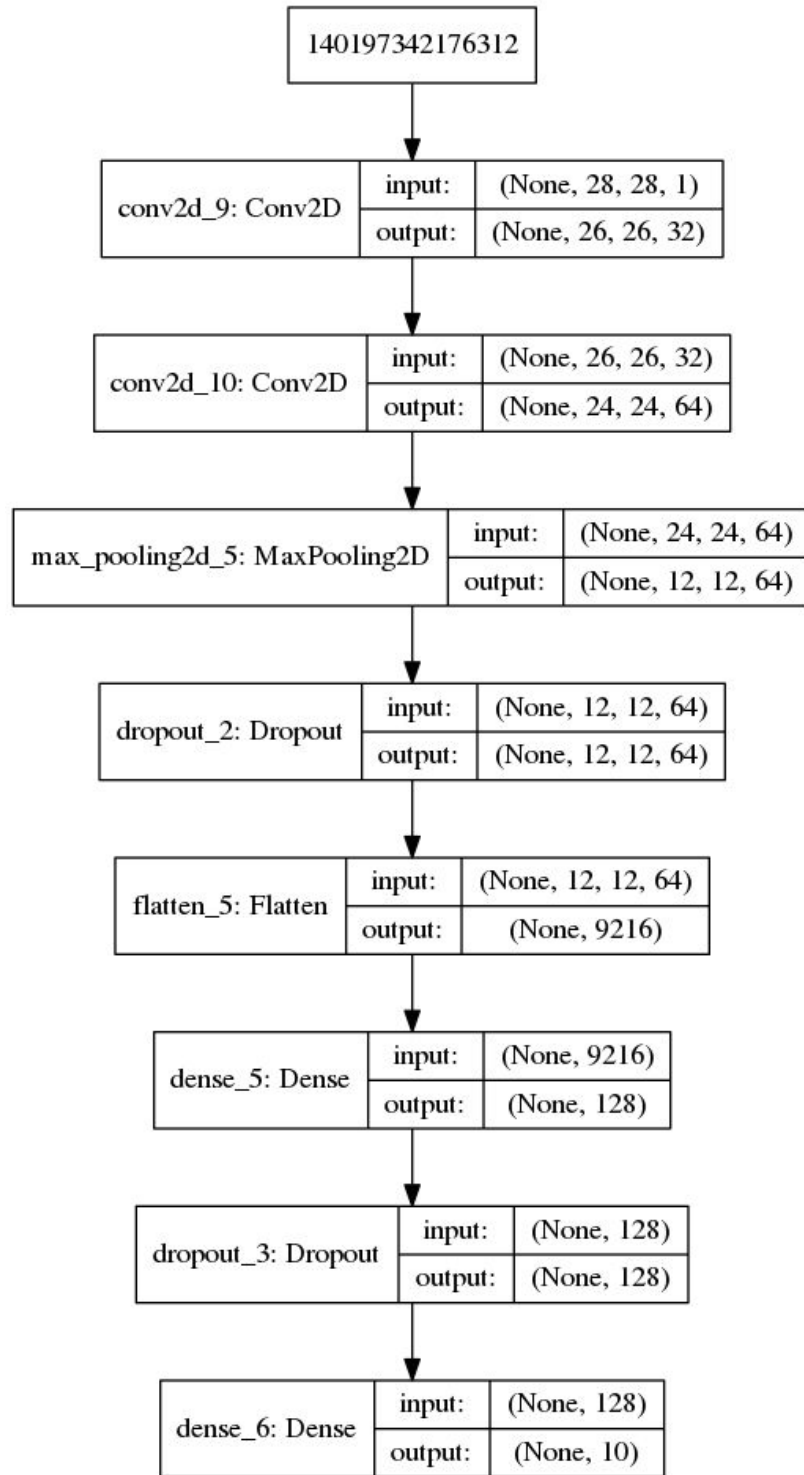 140197342176312
conv2d_9: Conv2D
input: (None, 28, 28, 1)
output: (None, 26, 26, 32)
conv2d_10: Conv2D
input: (None, 26, 26, 32)
output: (None, 24, 24, 64)
max_pooling2d_5: MaxPooling2D
input: (None, 24, 24, 64)
output: (None, 12, 12, 64)
dropout_2: Dropout
input: (None, 12, 12, 64)
output: (None, 12, 12, 64)
flatten_5: Flatten
input: (None, 12, 12, 64)
output: (None, 9216)
dense_5: Dense
input: (None, 9216)
output: (None, 128)
dropout_3: Dropout
input: (None, 128)
output: (None, 128)
dense_6: Dense
input: (None, 128)
output: (None, 10)